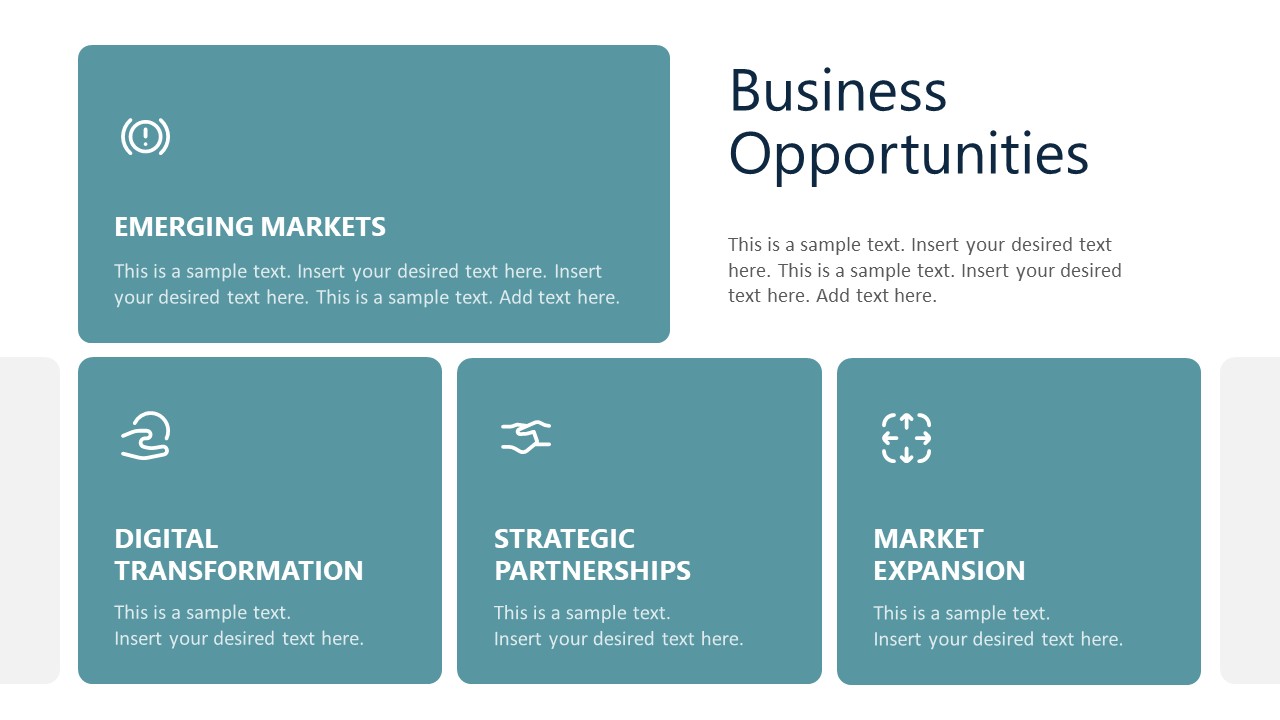 Business
Opportunities
This is a sample text. Insert your desired text
here. This is a sample text. Insert your desired
text here. Add text here.
EMERGING MARKETS
This is a sample text. Insert your desired text here. Insert
your desired text here. This is a sample text. Add text here.
DIGITAL
TRANSFORMATION
This is a sample text.
Insert your desired text here.
STRATEGIC
PARTNERSHIPS
This is a sample text.
Insert your desired text here.
MARKET
EXPANSION
This is a sample text.
Insert your desired text here.